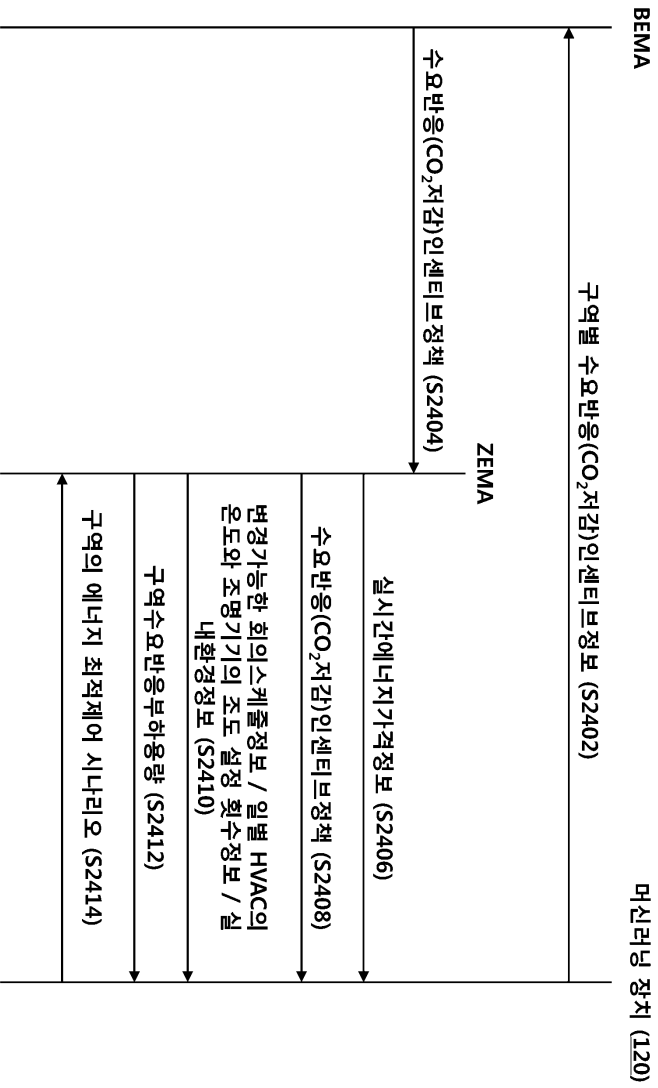 BEMA
머신러닝 장치 (120)
구역별 수요반응(CO2저감)인센티브정보 (S2402)
ZEMA
수요반응(CO2저감)인센티브정책 (S2404)
실시간에너지가격정보 (S2406)
수요반응(CO2저감)인센티브정책 (S2408)
변경가능한 회의스케줄정보 / 일별 HVAC의
온도와 조명기기의 조도 설정 횟수정보 / 실
내환경정보 (S2410)
구역수요반응부하용량 (S2412)
구역의 에너지 최적제어 시나리오 (S2414)